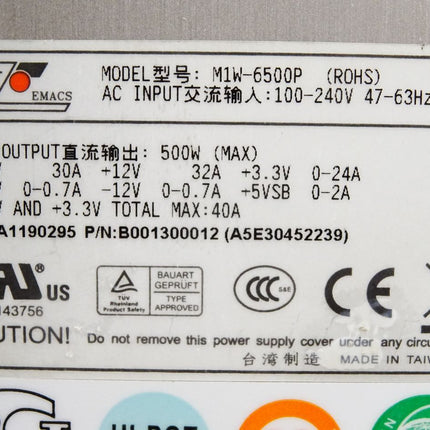 EMACS
MODEL型号: M1W-6500P (ROHS)
AC INPUT交流输入:100-240V 47-63Hz
OUTPUT直流输出: 500W (MAX)
30A +12V 32A +3.3V 0-24A
0-0.7A -12V 0-0.7A +5VSB 0-2A
AND +3.3V TOTAL MAX:40A
A1190295 P/N:B001300012 (A5E30452239)
US
TÜV
Rheinland
Product Safety
BAUART
GEPRÜFT
TYPE
APPROVED
CCC S&E
CE
143756
UTION! Do not remove this power supply cover under any circu
台湾制造 MADE IN TAIW